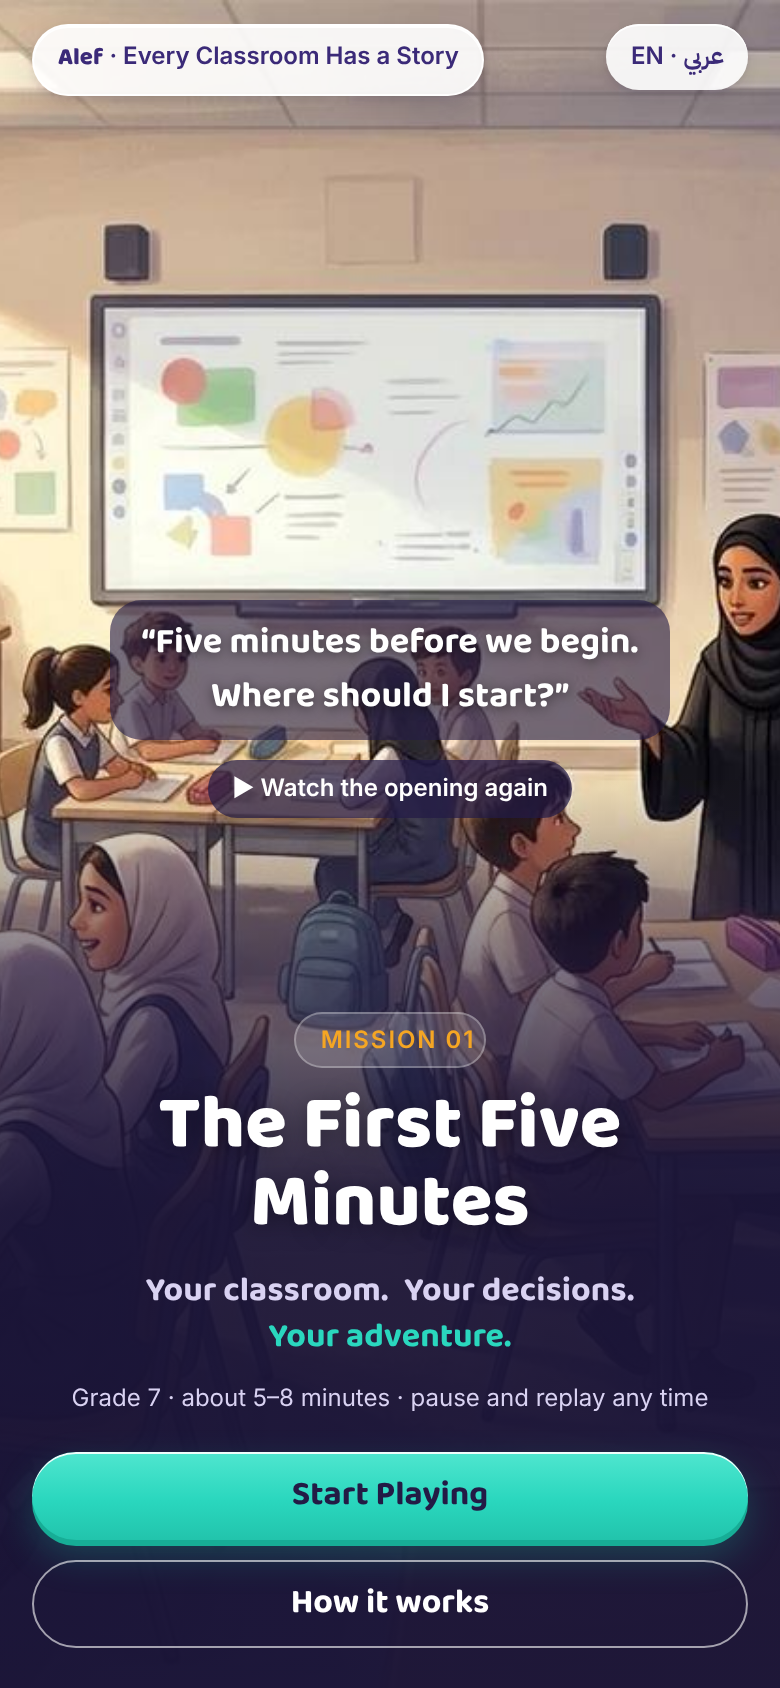 Alef · Every Classroom Has a Story
EN · عربي
“Five minutes before we begin.
Where should I start?”
▶ Watch the opening again
MISSION 01
The First Five
Minutes
Your classroom. Your decisions.
Your adventure.
Grade 7 · about 5–8 minutes · pause and replay any time
Start Playing
How it works